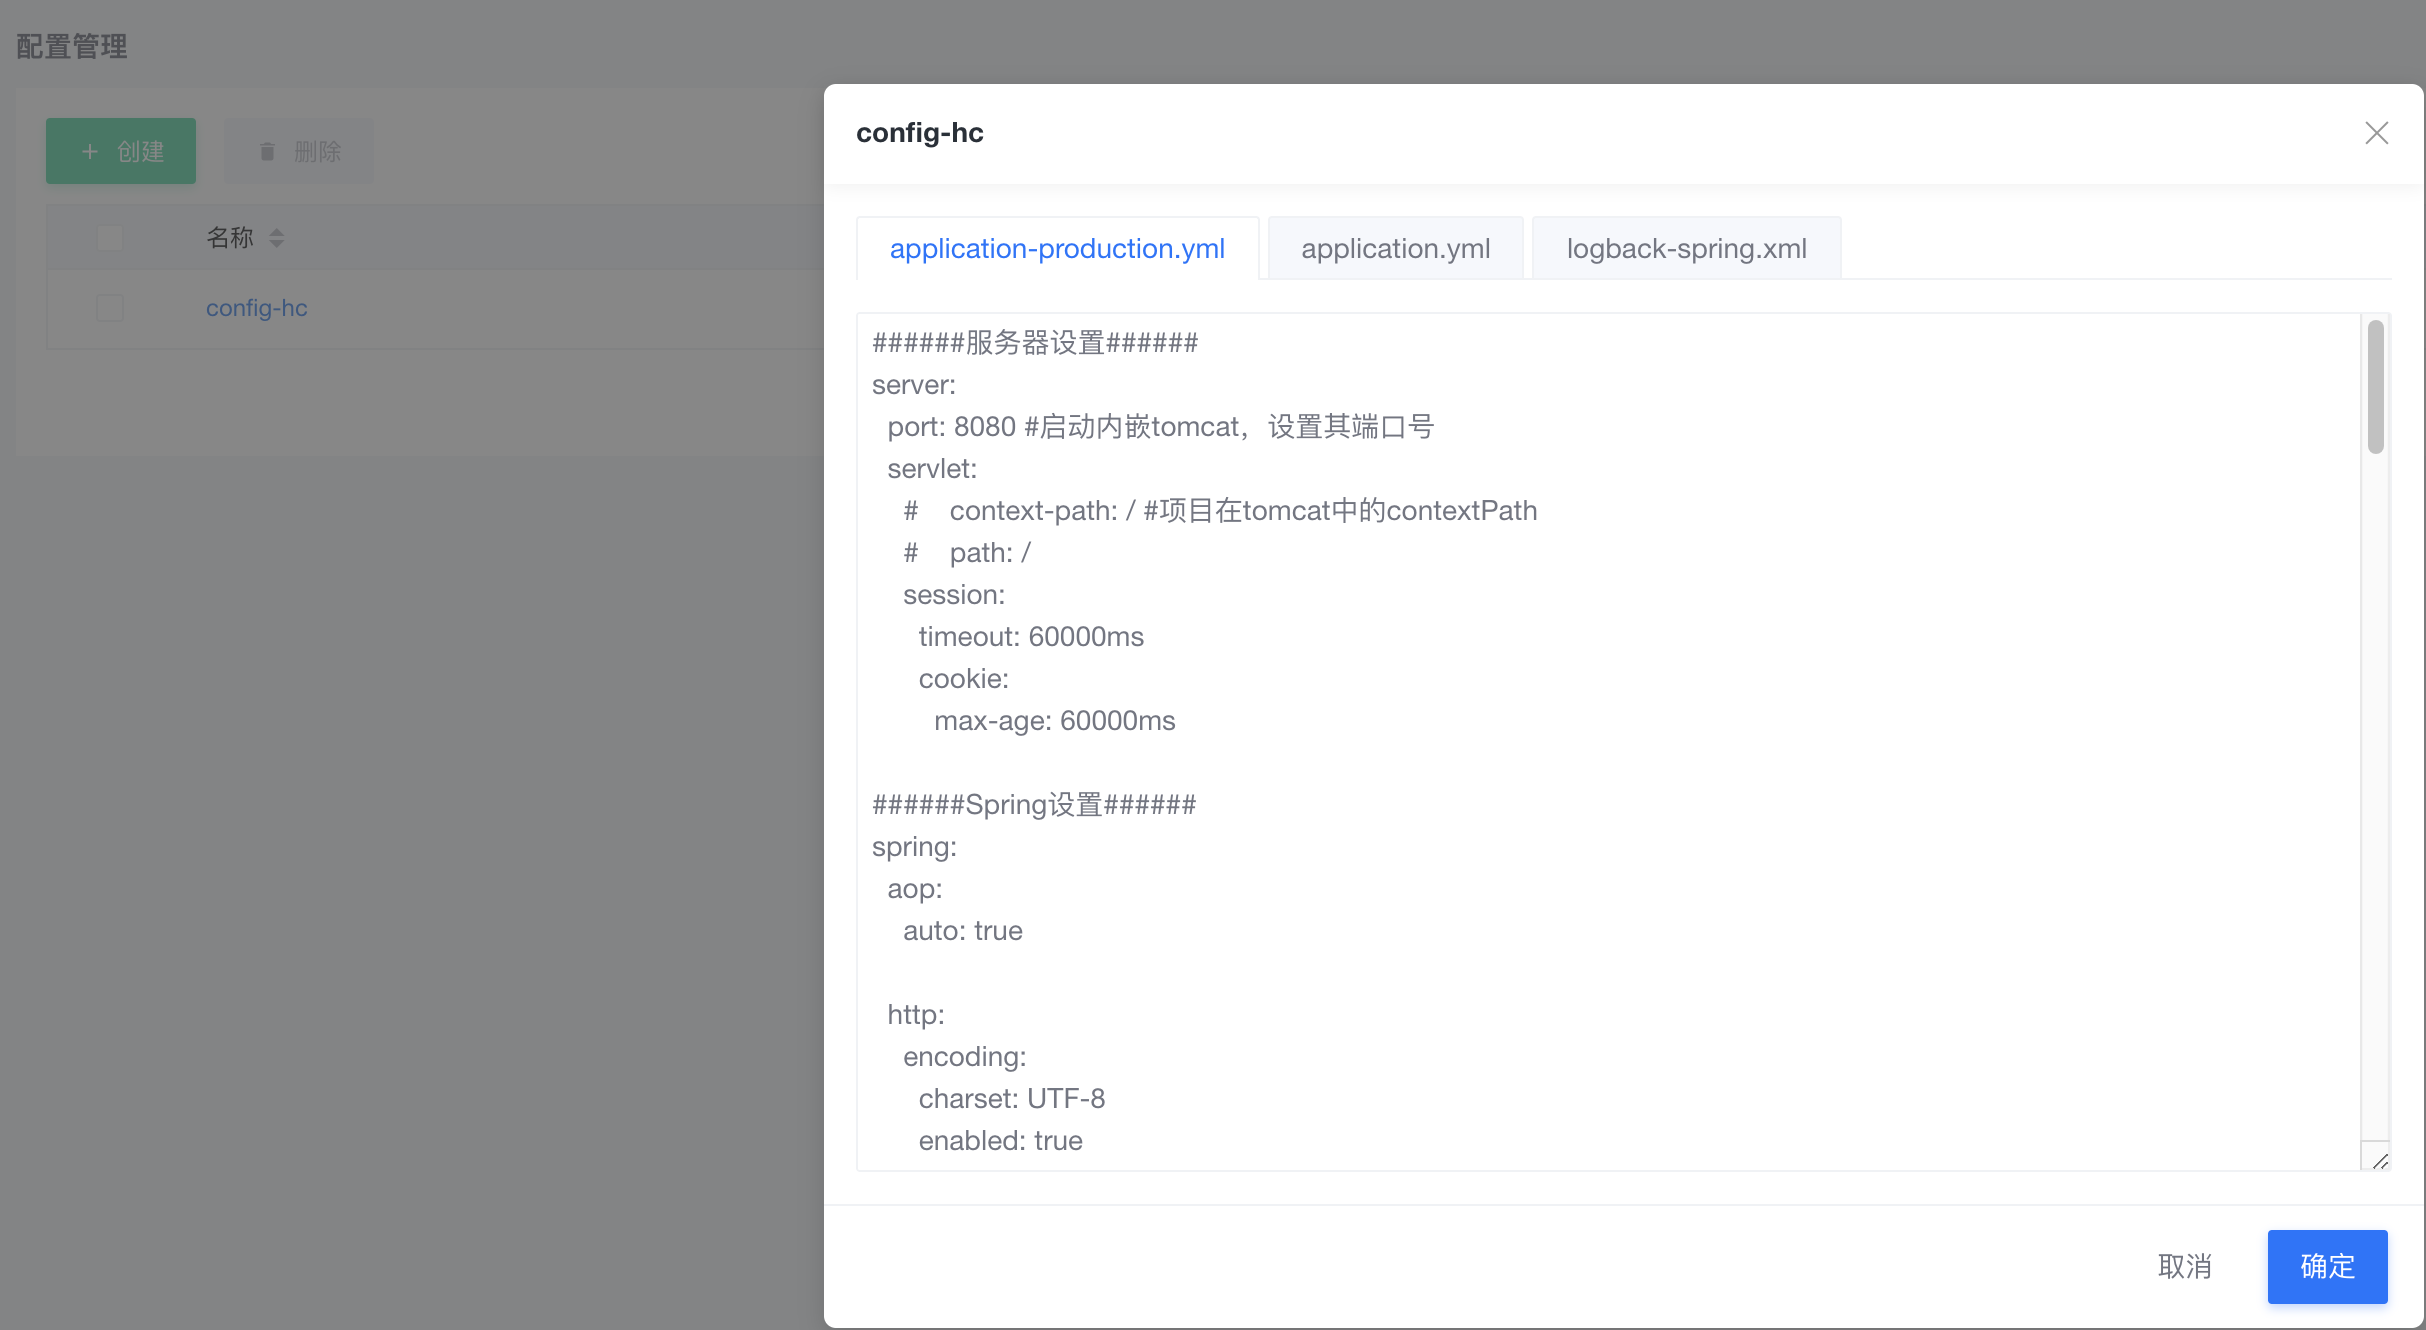 配置管理
+ 创建
删除
名称
config-hc
config-hc
application-production.yml
application.yml
logback-spring.xml
######服务器设置######
server:
  port: 8080 #启动内嵌tomcat，设置其端口号
  servlet:
    #    context-path: / #项目在tomcat中的contextPath
    #    path: /
    session:
      timeout: 60000ms
      cookie:
        max-age: 60000ms
######Spring设置######
spring:
  aop:
    auto: true
  http:
    encoding:
      charset: UTF-8
      enabled: true
取消
确定